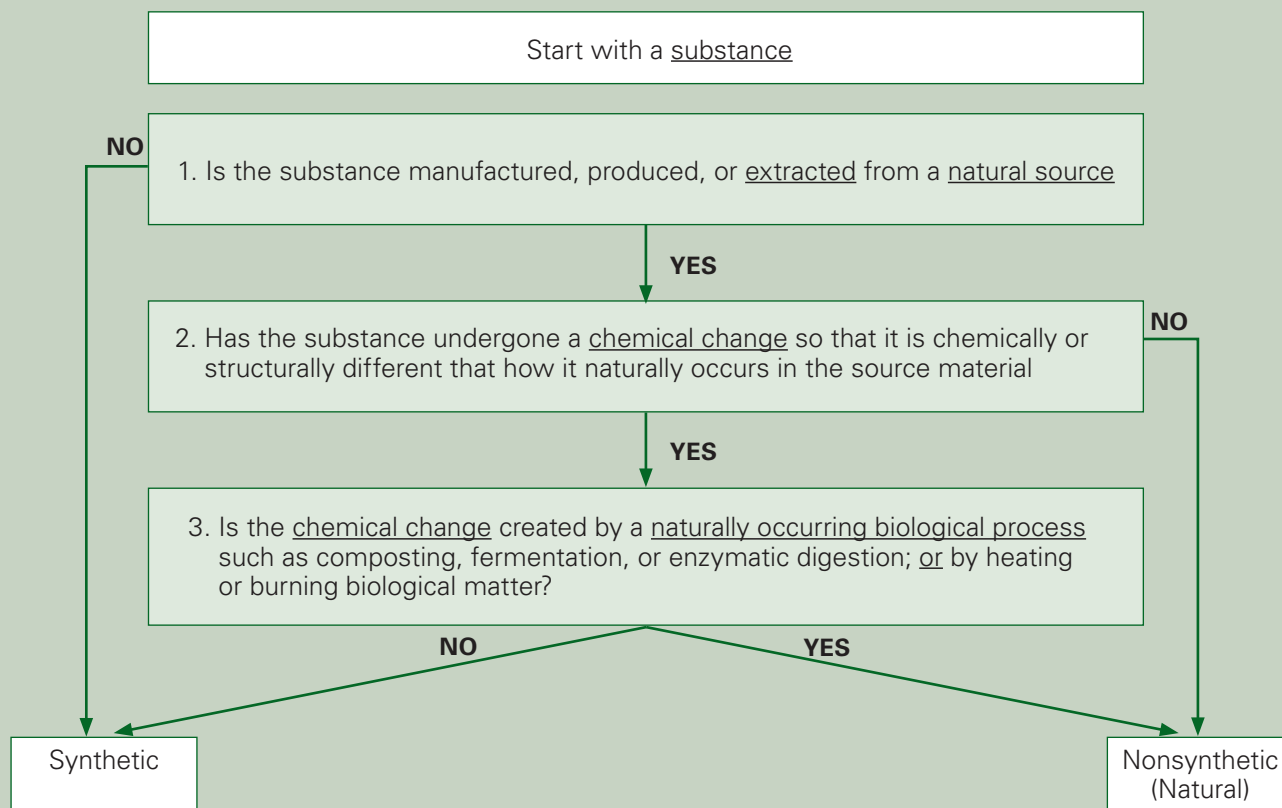 Start with a substance
NO
1. Is the substance manufactured, produced, or extracted from a natural source
YES
2. Has the substance undergone a chemical change so that it is chemically or
structurally different that how it naturally occurs in the source material
NO
YES
3. Is the chemical change created by a naturally occurring biological process
such as composting, fermentation, or enzymatic digestion; or by heating
or burning biological matter?
NO
YES
Synthetic
Nonsynthetic
(Natural)